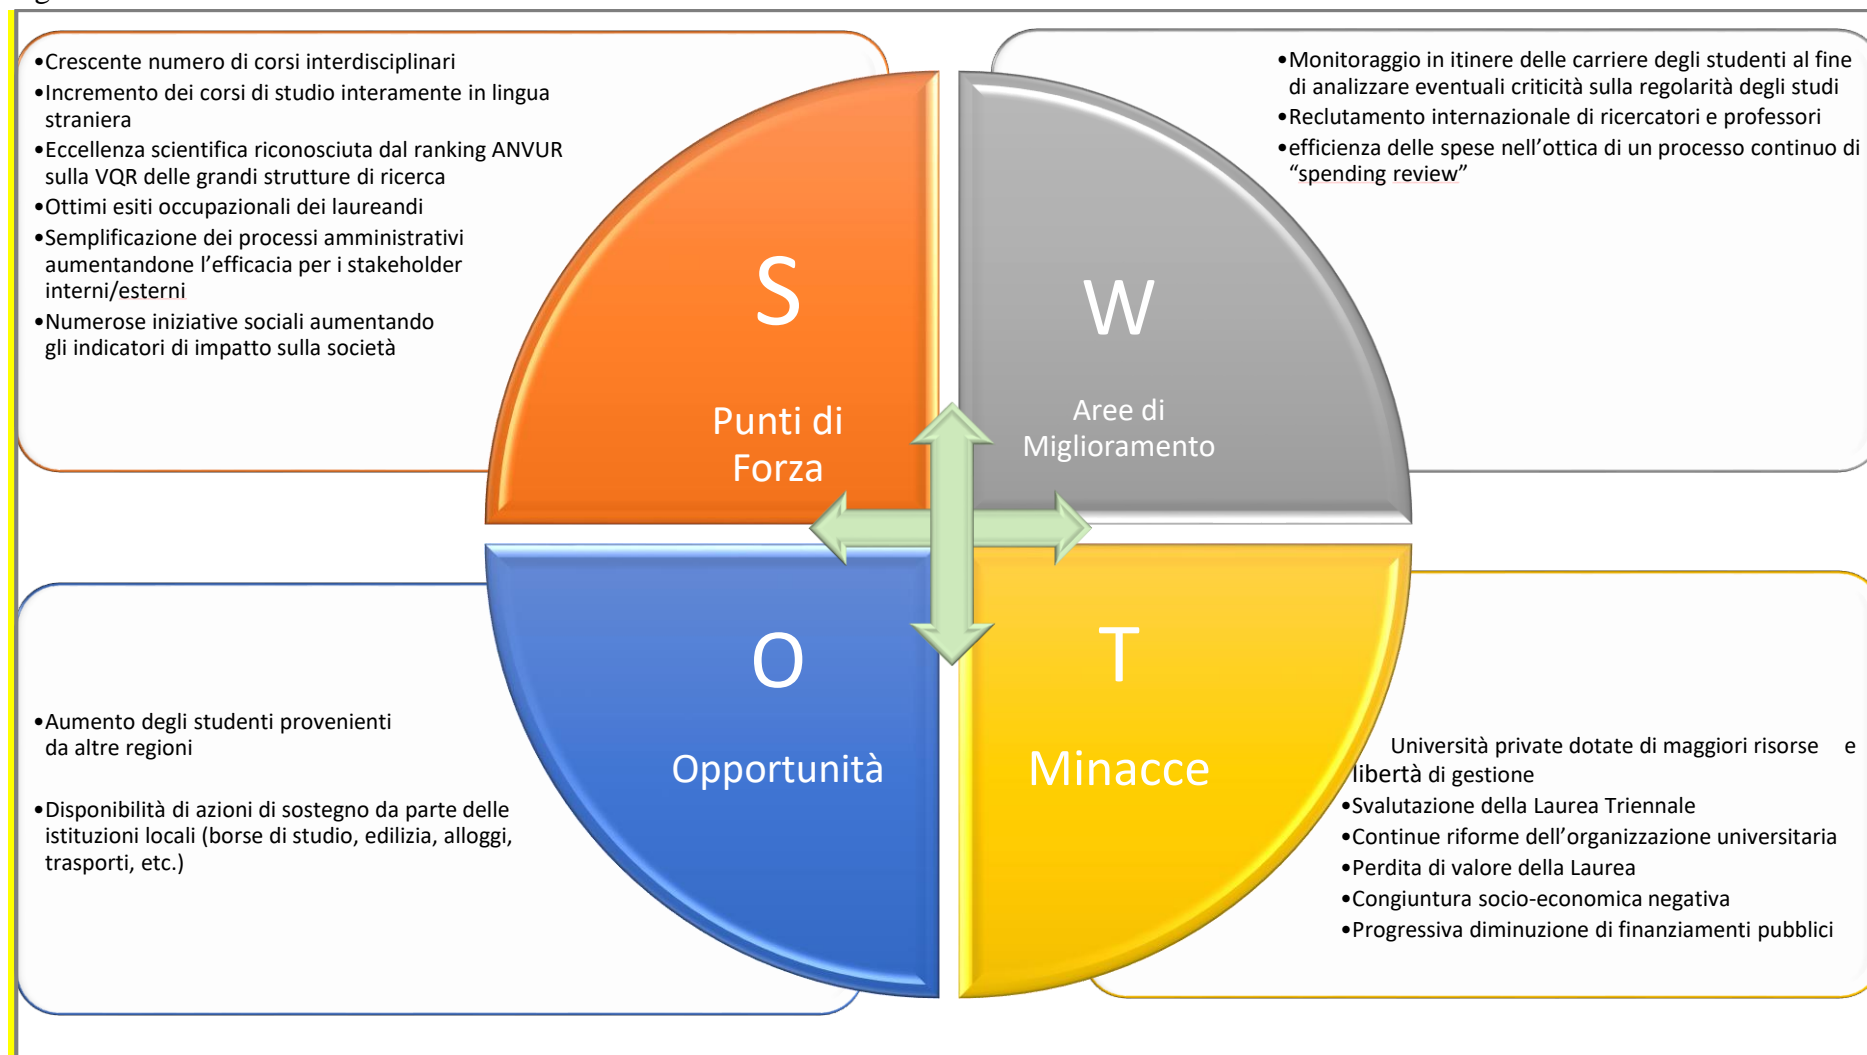 •Crescente numero di corsi interdisciplinari
•Incremento dei corsi di studio interamente in lingua
straniera
•Eccellenza scientifica riconosciuta dal ranking ANVUR
sulla VQR delle grandi strutture di ricerca
•Ottimi esiti occupazionali dei laureandi
•Semplificazione dei processi amministrativi
aumentandone l’efficacia per i stakeholder
interni/esterni
•Numerose iniziative sociali aumentando
gli indicatori di impatto sulla società
S
Punti di
Forza
•Monitoraggio in itinere delle carriere degli studenti al fine
di analizzare eventuali criticità sulla regolarità degli studi
•Reclutamento internazionale di ricercatori e professori
•efficienza delle spese nell’ottica di un processo continuo di
“spending review”
W
Aree di
Miglioramento
•Aumento degli studenti provenienti
da altre regioni
•Disponibilità di azioni di sostegno da parte delle
istituzioni locali (borse di studio, edilizia, alloggi,
trasporti, etc.)
O
Opportunità
T
Minacce
Università private dotate di maggiori risorse e
libertà di gestione
•Svalutazione della Laurea Triennale
•Continue riforme dell’organizzazione universitaria
•Perdita di valore della Laurea
•Congiuntura socio-economica negativa
•Progressiva diminuzione di finanziamenti pubblici